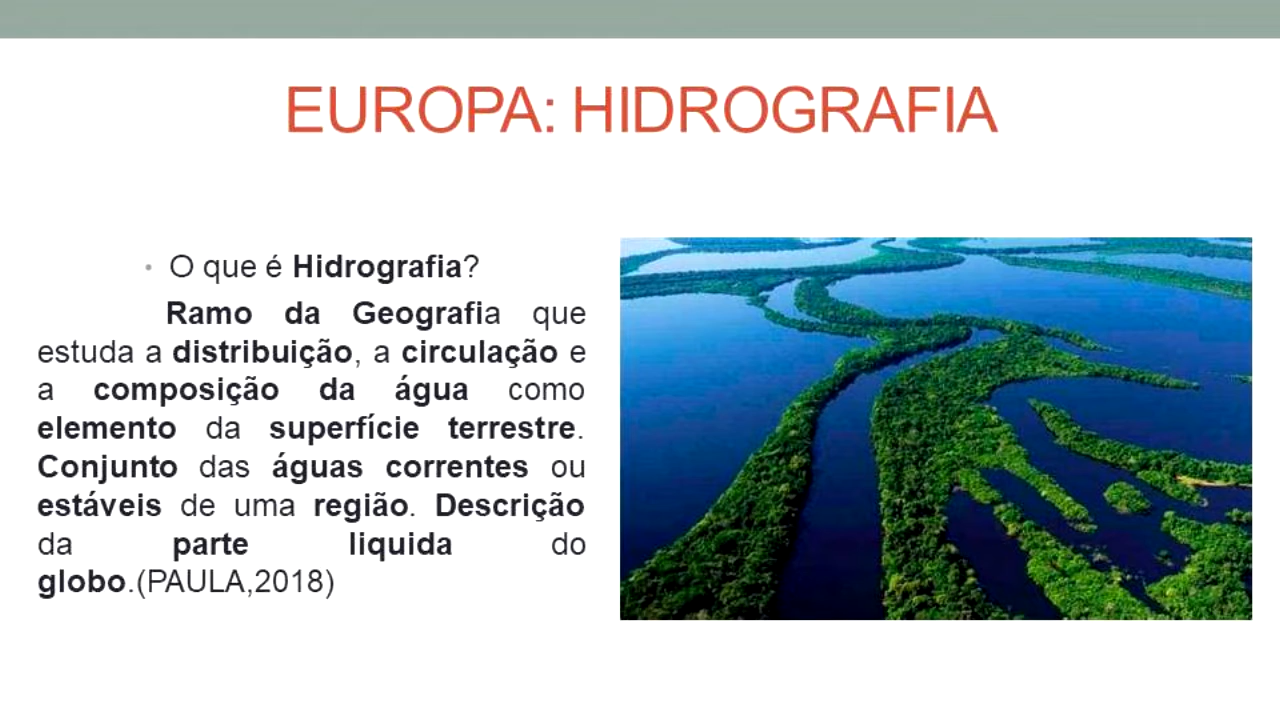 EUROPA: HIDROGRAFIA
• O que é Hidrografia?
Ramo da Geografia que
estuda a distribuição, a circulação e
a composição da água como
elemento da superfície terrestre.
Conjunto das águas correntes ou
estáveis de uma região. Descrição
da parte liquida do
globo.(PAULA,2018)